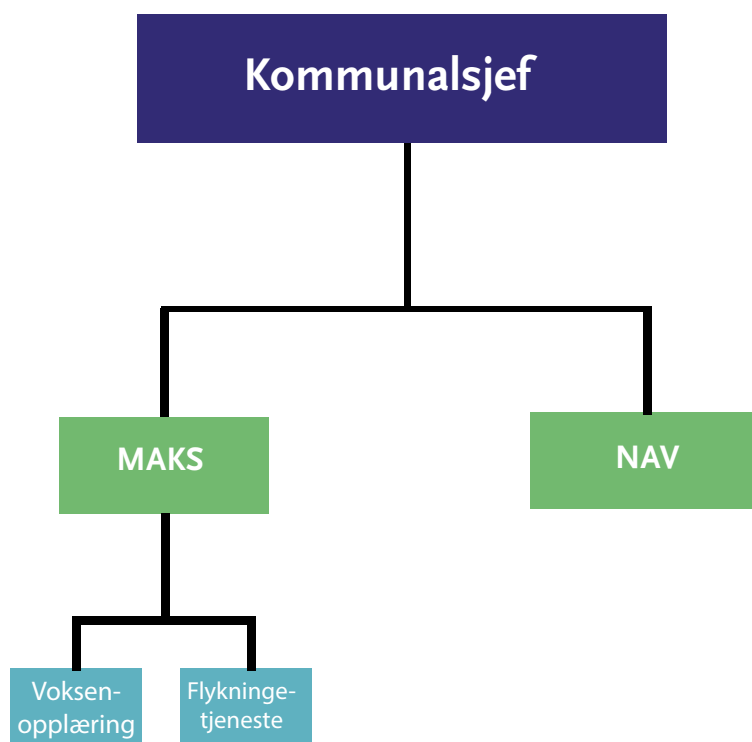 Kommunalsjef
MAKS
NAV
Voksen-
opplæring
Flykninge-
tjeneste